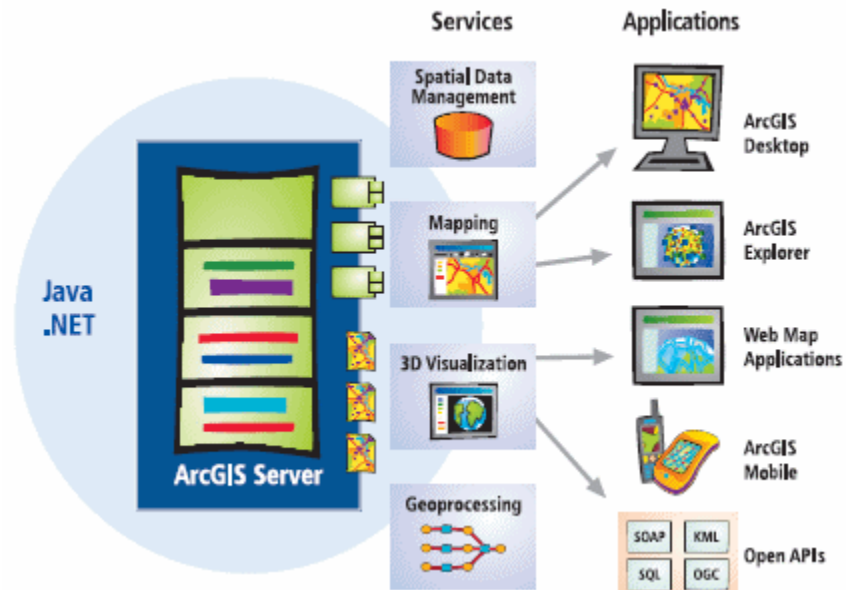 Services
Applications
Spatial Data
Management
ArcGIS
Desktop
Mapping
ArcGIS
Explorer
Java
.NET
3D Visualization
Web Map
Applications
ArcGIS Server
ArcGIS
Mobile
Geoprocessing
SOAP
KML
SQL
OGC
Open APIs